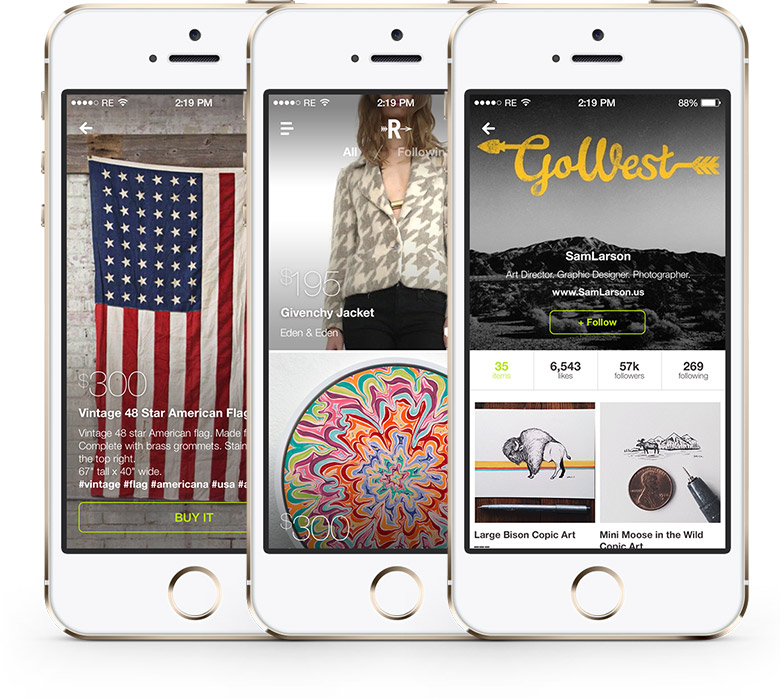 RE 2:19 PM
$300
Vintage 48 Star American Flag
Vintage 48 star American flag. Made f
Complete with brass grommets. Stain
the top right.
67" tall x 40" wide.
#vintage #flag #americana #usa #a
BUY IT
RE 2:19 PM
R
All Followin
$195
Givenchy Jacket
Eden & Eden
$300
RE 2:19 PM 88%
GoWest
SamLarson
Art Director. Graphic Designer. Photographer.
www.SamLarson.us
+ Follow
35 6,543 57k 269
items likes followers following
Large Bison Copic Art
Mini Moose in the Wild
Copic Art